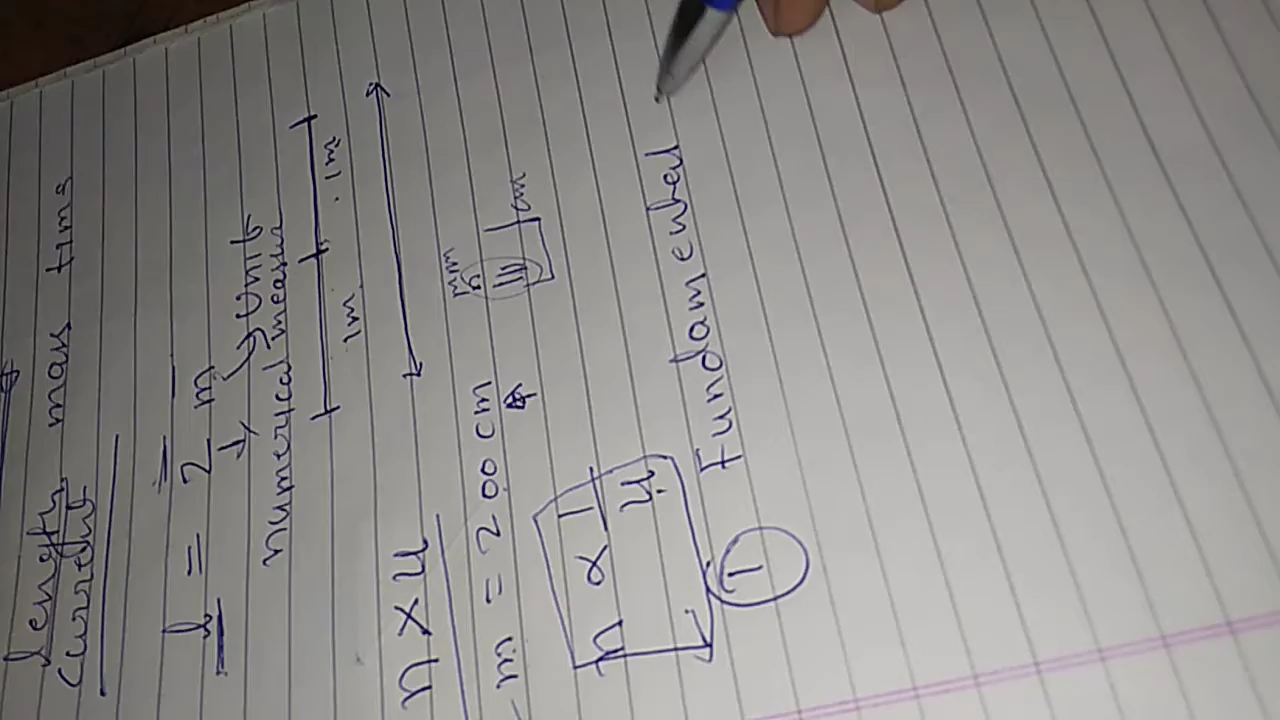 length mass time
current
l = 2 m
Unit
numerical measure
1m . 1m
n × u
m = 200 cm
mm
cm
n ∝ 1/u
① Fundamental